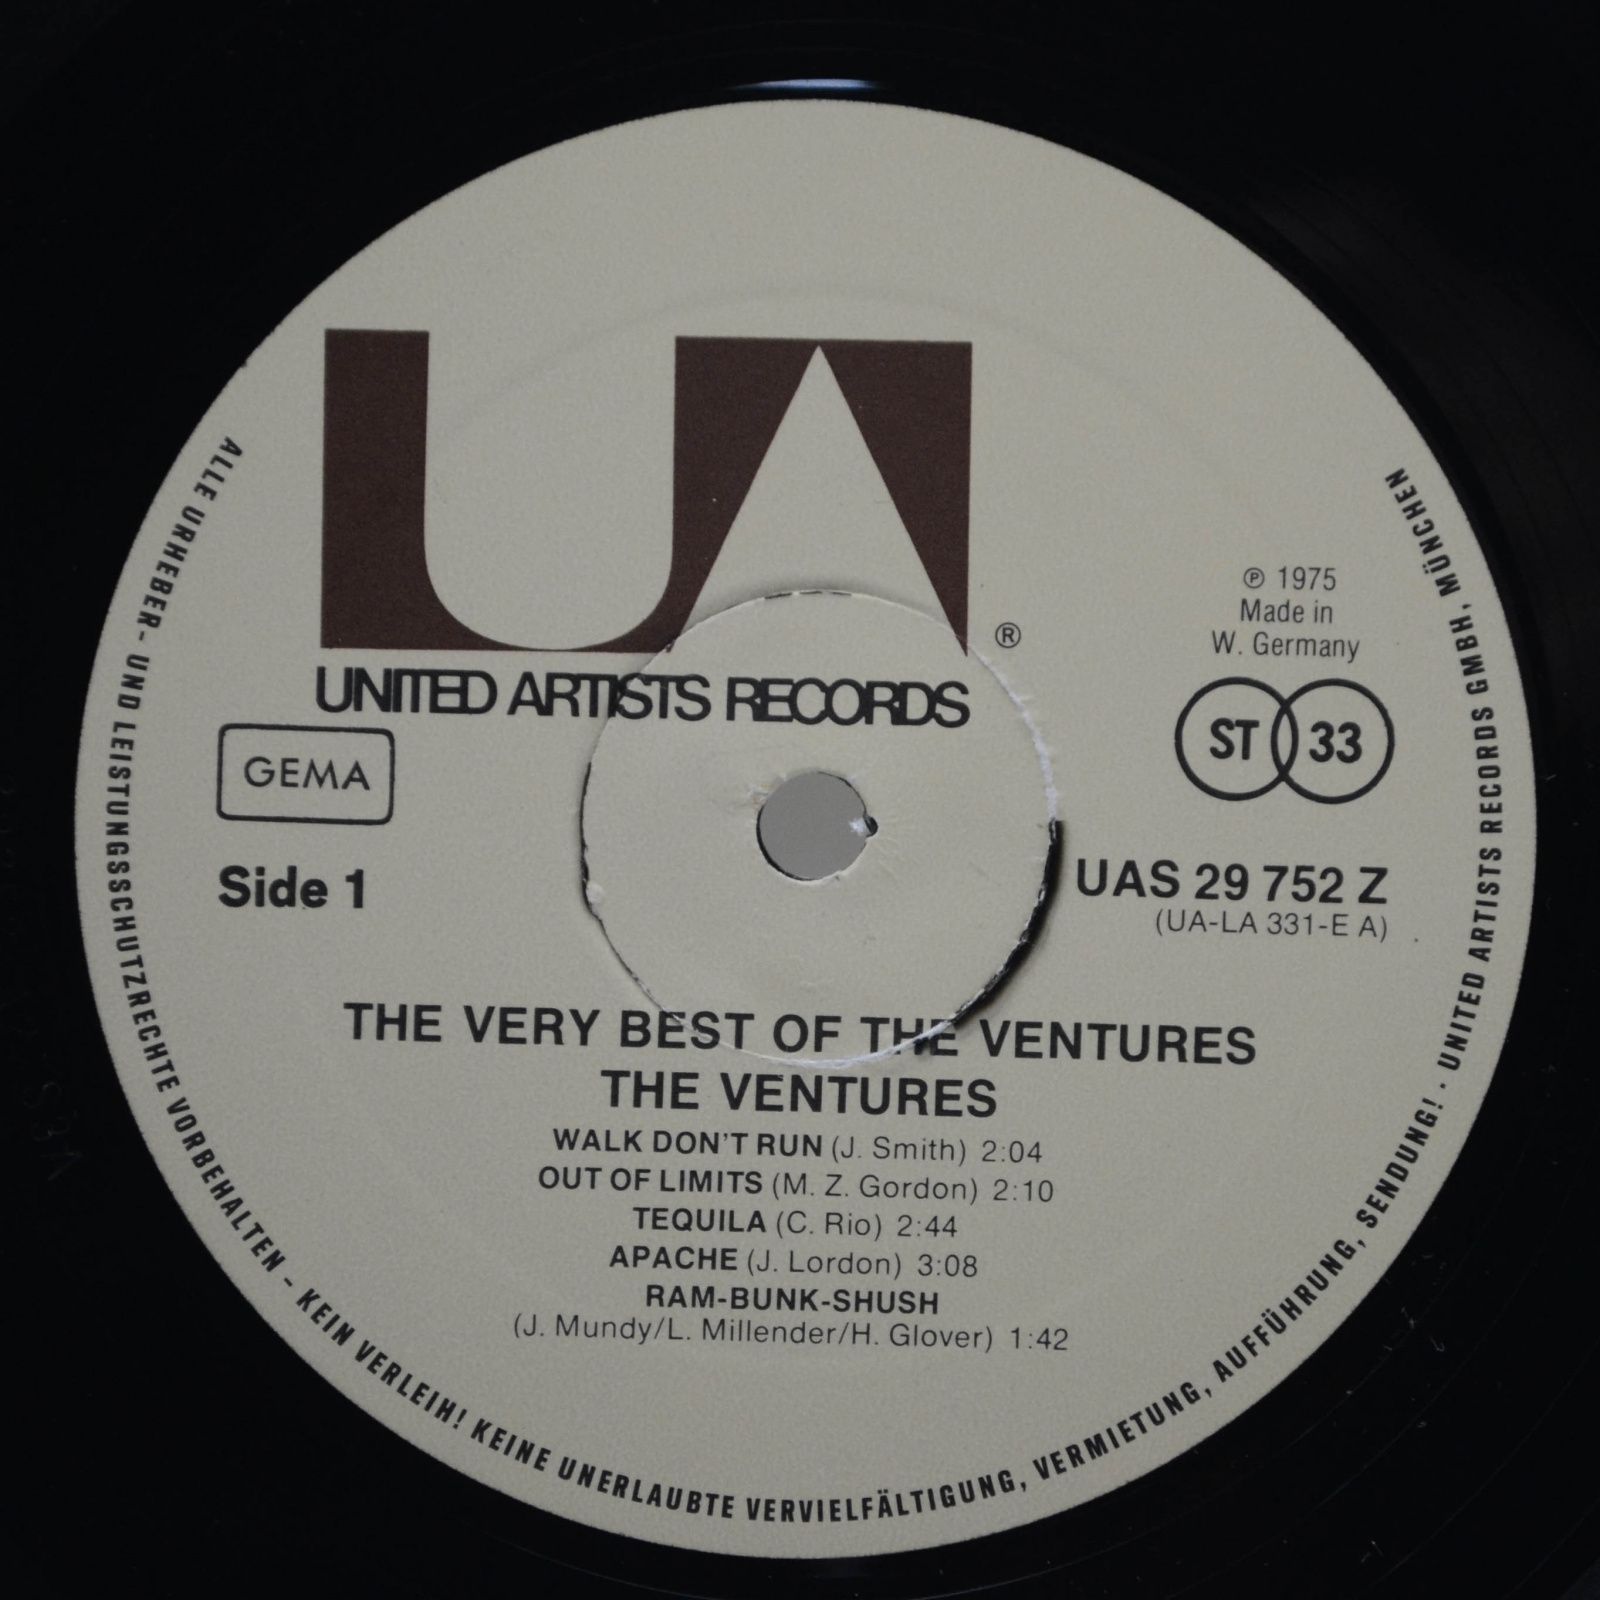 UA
®
UNITED ARTISTS RECORDS
GEMA
Side 1
℗ 1975
Made in
W. Germany
ST 33
UAS 29 752 Z
(UA-LA 331-E A)
THE VERY BEST OF THE VENTURES
THE VENTURES
WALK DON'T RUN (J. Smith) 2:04
OUT OF LIMITS (M. Z. Gordon) 2:10
TEQUILA (C. Rio) 2:44
APACHE (J. Lordon) 3:08
RAM-BUNK-SHUSH
(J. Mundy/L. Millender/H. Glover) 1:42
ALLE URHEBER- UND LEISTUNGSSCHUTZRECHTE VORBEHALTEN – KEIN VERLEIH! KEINE UNERLAUBTE VERVIELFÄLTIGUNG, VERMIETUNG, AUFFÜHRUNG, SENDUNG! · UNITED ARTISTS RECORDS GMBH, MÜNCHEN